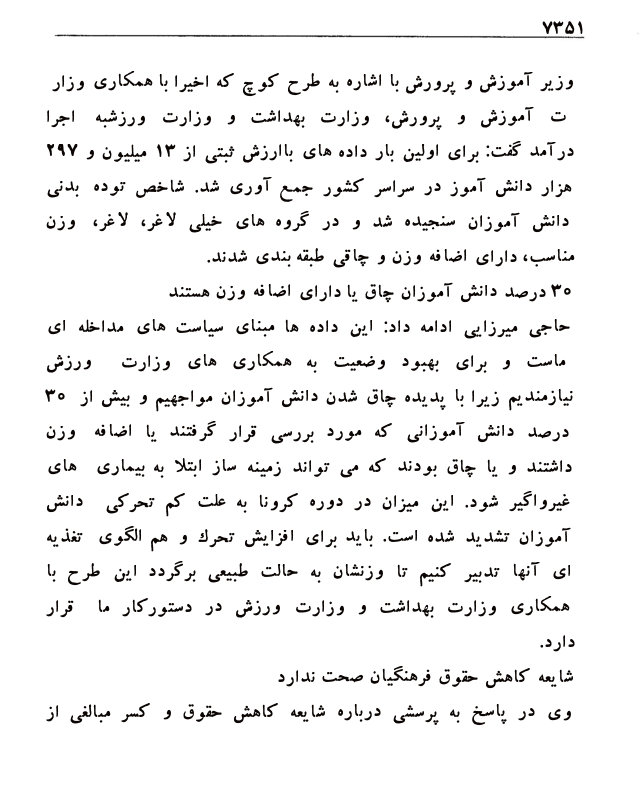 ۷۳۵۱
وزیر آموزش و پرورش با اشاره به طرح کوچ که اخیرا با همکاری وزار
ت آموزش و پرورش، وزارت بهداشت و وزارت ورزشبه اجرا
درآمد گفت: برای اولین بار داده های باارزش ثبتی از ۱۳ میلیون و ۲۹۷
هزار دانش آموز در سراسر کشور جمع آوری شد. شاخص توده بدنی
دانش آموزان سنجیده شد و در گروه های خیلی لاغر، لاغر، وزن
مناسب، دارای اضافه وزن و چاقی طبقه بندی شدند.
۳۰ درصد دانش آموزان چاق یا دارای اضافه وزن هستند
حاجی میرزایی ادامه داد: این داده ها مبنای سیاست های مداخله ای
ماست و برای بهبود وضعیت به همکاری های وزارت ورزش
نیازمندیم زیرا با پدیده چاق شدن دانش آموزان مواجهیم و بیش از ۳۰
درصد دانش آموزانی که مورد بررسی قرار گرفتند یا اضافه وزن
داشتند و یا چاق بودند که می تواند زمینه ساز ابتلا به بیماری های
غیرواگیر شود. این میزان در دوره کرونا به علت کم تحرکی دانش
آموزان تشدید شده است. باید برای افزایش تحرك و هم الگوی تغذیه
ای آنها تدبیر کنیم تا وزنشان به حالت طبیعی برگردد این طرح با
همکاری وزارت بهداشت و وزارت ورزش در دستورکار ما قرار
دارد.
شایعه کاهش حقوق فرهنگیان صحت ندارد
وی در پاسخ به پرسشی درباره شایعه کاهش حقوق و کسر مبالغی از